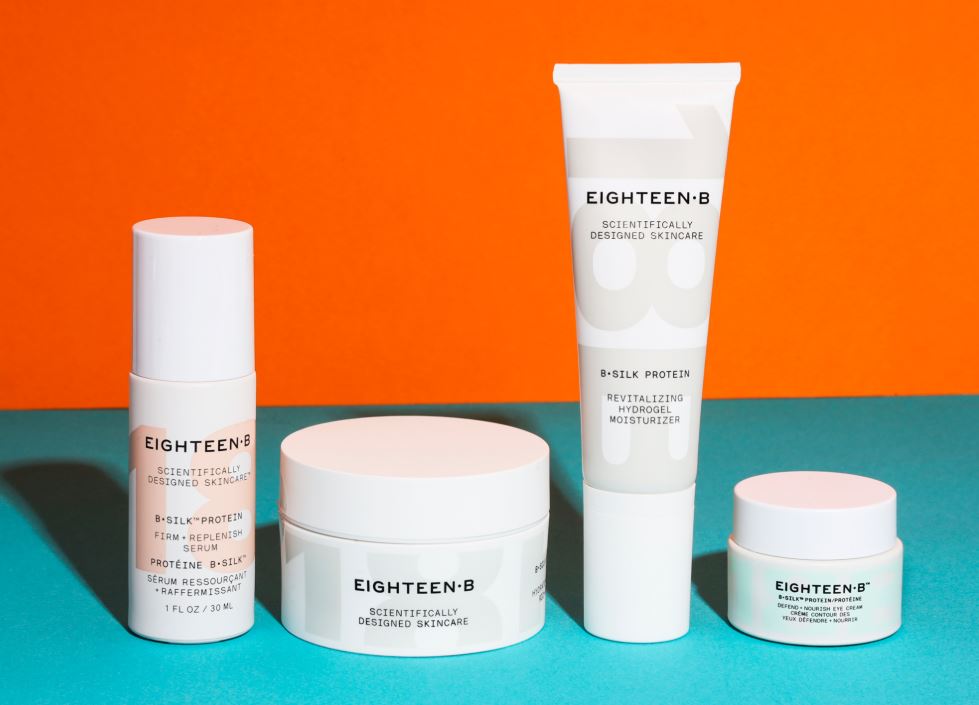 EIGHTEEN·B
SCIENTIFICALLY
DESIGNED SKINCARE™
B•SILK™ PROTEIN
FIRM + REPLENISH
SERUM
PROTÉINE B•SILK™
SÉRUM RESSOURÇANT
+ RAFFERMISSANT
1 FL OZ / 30 ML
EIGHTEEN·B
SCIENTIFICALLY
DESIGNED SKINCARE
EIGHTEEN·B
SCIENTIFICALLY
DESIGNED SKINCARE
B•SILK PROTEIN
REVITALIZING
HYDROGEL
MOISTURIZER
EIGHTEEN·B™
B•SILK™ PROTEIN/PROTÉINE
DEFEND + NOURISH EYE CREAM
CRÈME CONTOUR DES
YEUX DÉFENDRE + NOURRIR